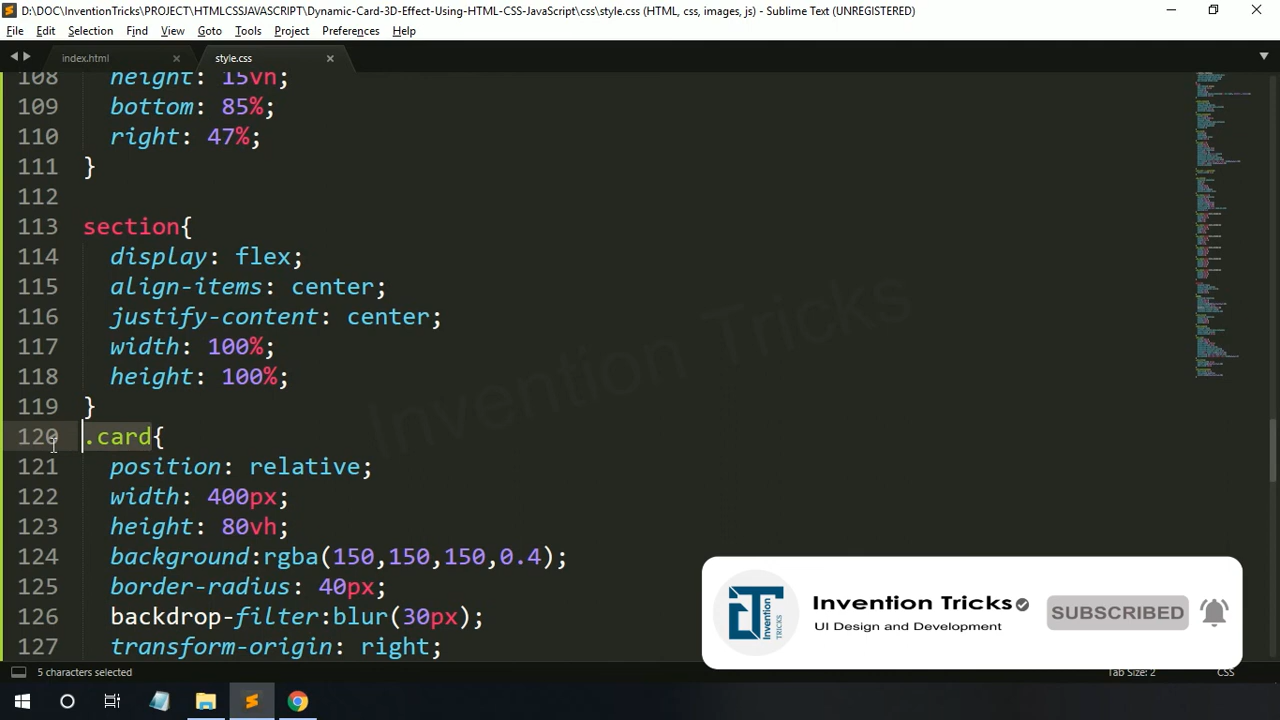 D:\DOC\InventionTricks\PROJECT\HTMLCSSJAVASCRIPT\Dynamic-Card-3D-Effect-Using-HTML-CSS-JavaScript\css\style.css (HTML, css, images, js) - Sublime Text (UNREGISTERED)
File Edit Selection Find View Goto Tools Project Preferences Help
index.html style.css
108 height: 15vh;
109 bottom: 85%;
110 right: 47%;
111 }
112
113 section{
114 display: flex;
115 align-items: center;
116 justify-content: center;
117 width: 100%;
118 height: 100%;
119 }
120 .card{
121 position: relative;
122 width: 400px;
123 height: 80vh;
124 background:rgba(150,150,150,0.4);
125 border-radius: 40px;
126 backdrop-filter:blur(30px);
127 transform-origin: right;
Invention Tricks
Invention Tricks
UI Design and Development
SUBSCRIBED
IT
Invention
TRICKS
5 characters selected
Tab Size: 2
CSS